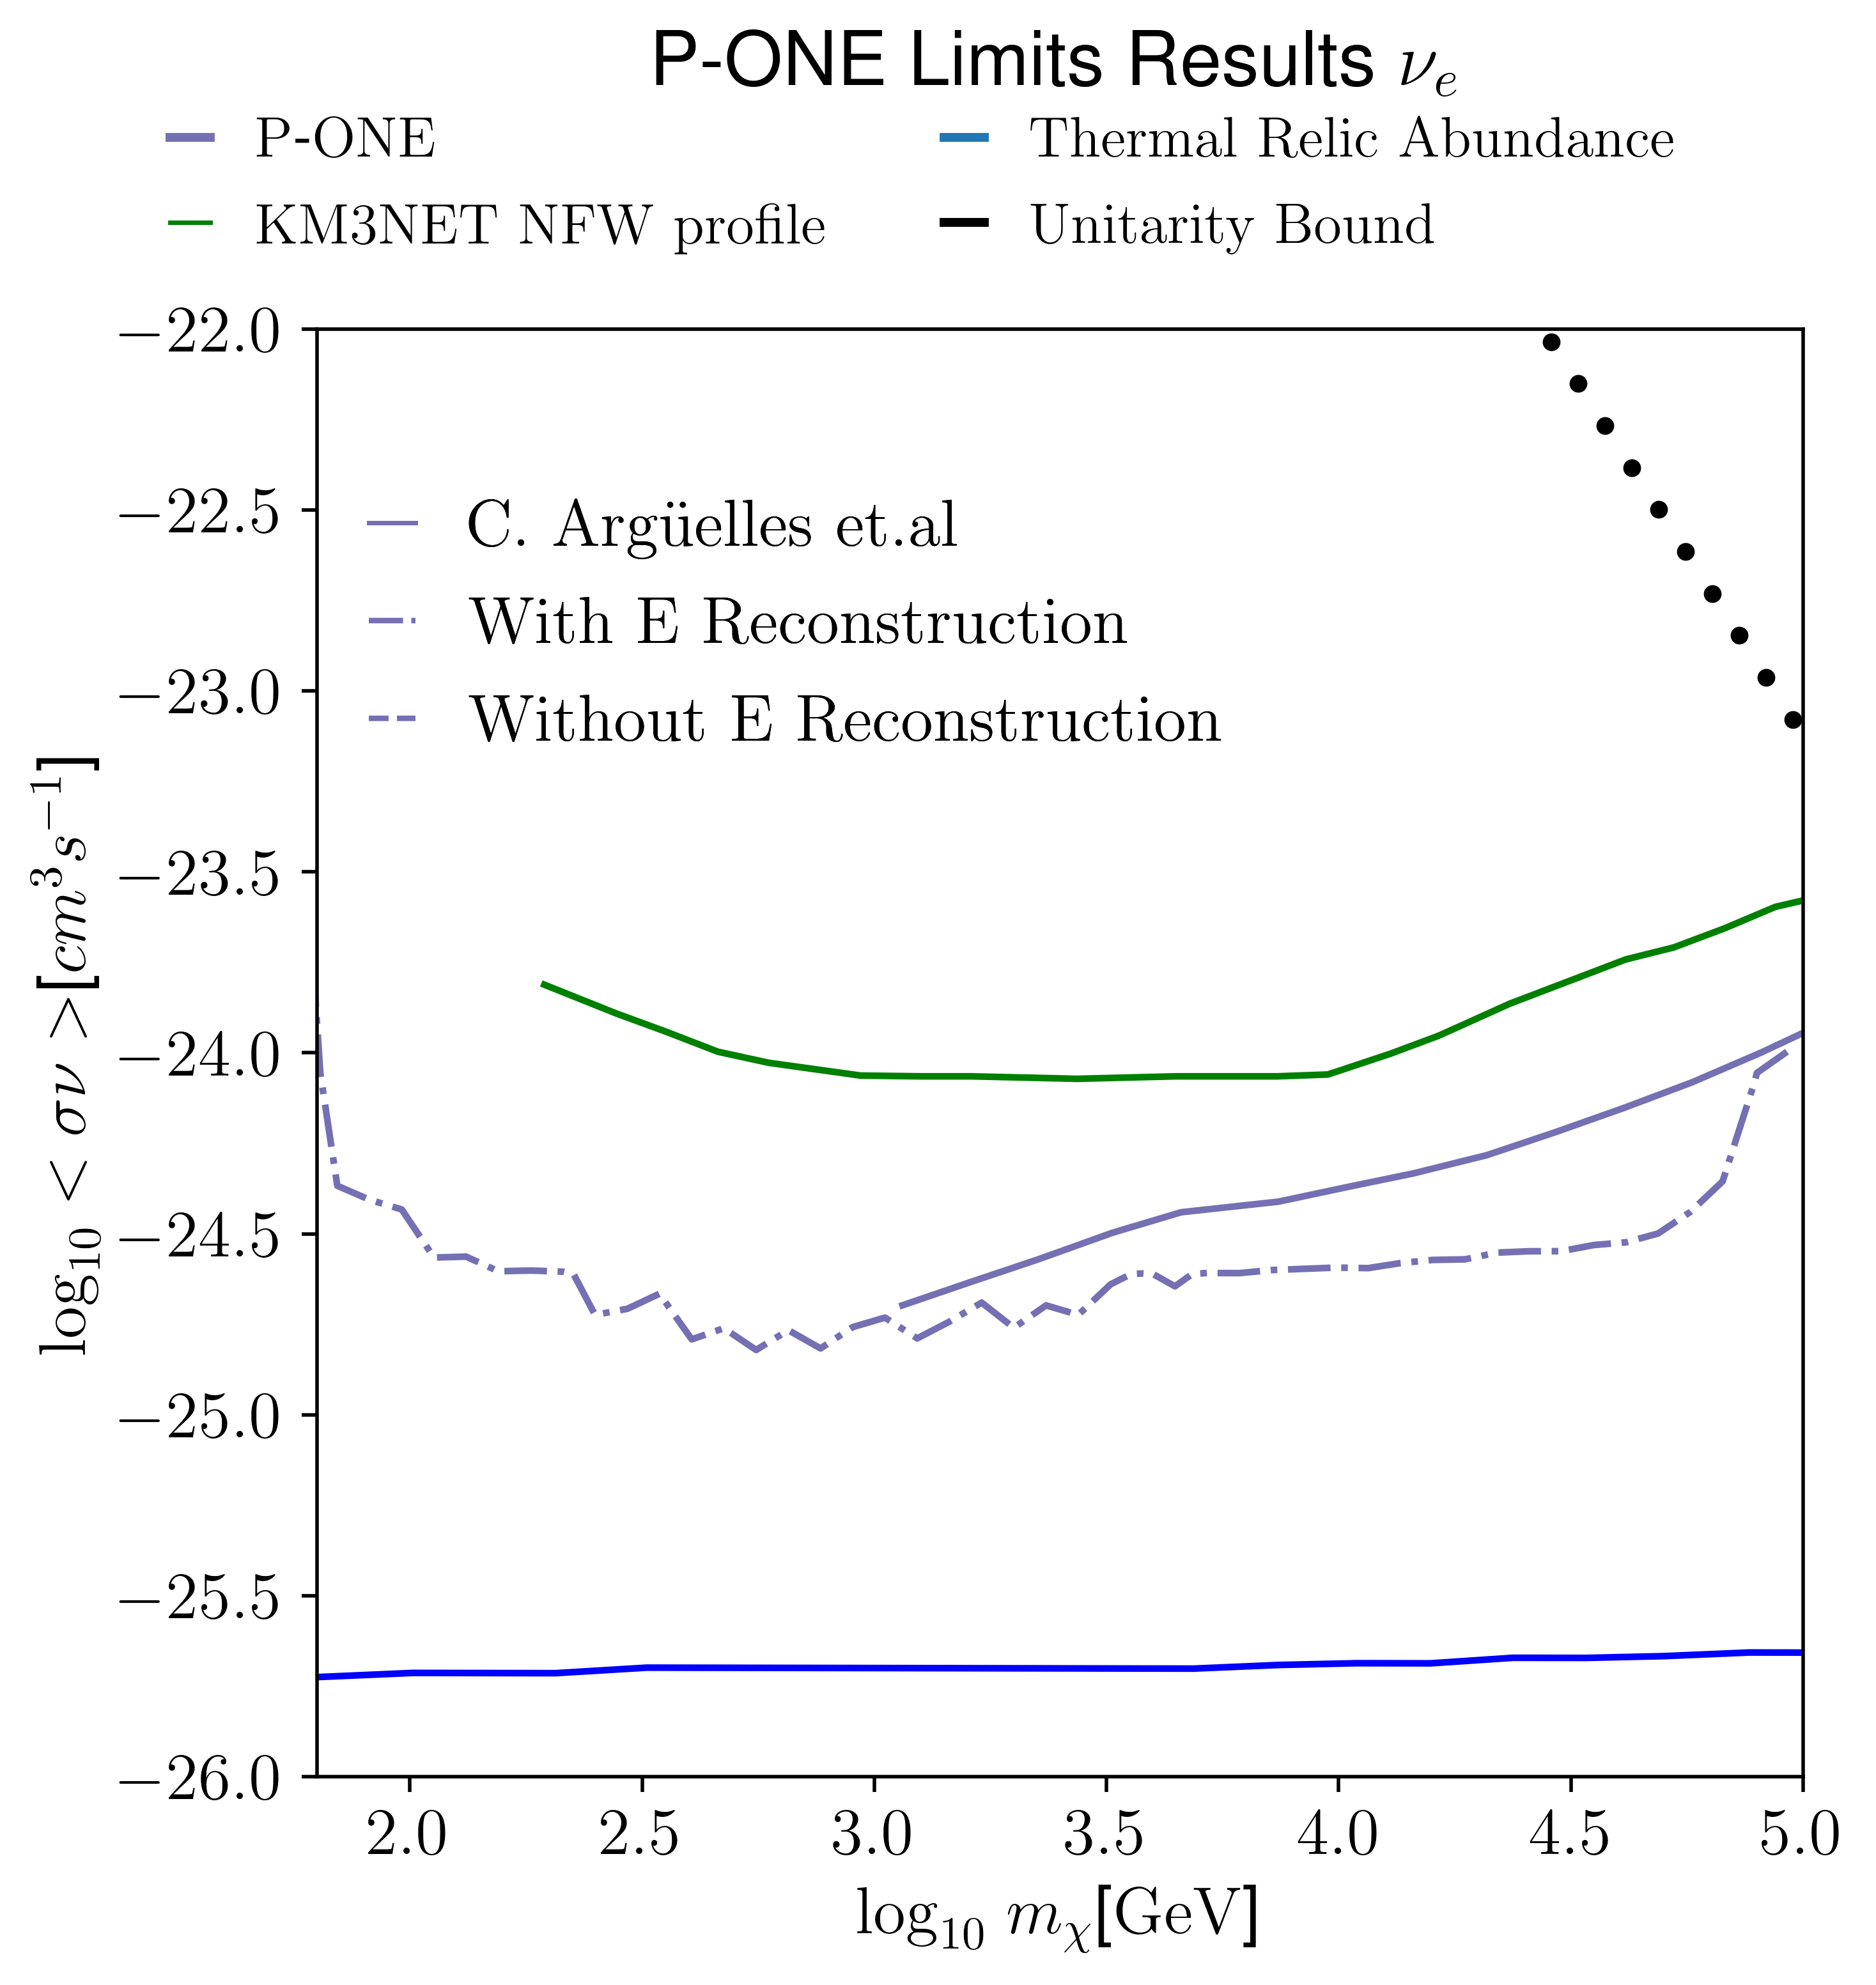 P-ONE Limits Results νₑ
P-ONE
Thermal Relic Abundance
KM3NET NFW profile
Unitarity Bound
−22.0
−22.5
−23.0
−23.5
−24.0
−24.5
−25.0
−25.5
−26.0
C. Argüelles et.al
With E Reconstruction
Without E Reconstruction
log₁₀ < σν >[cm³s⁻¹]
2.0 2.5 3.0 3.5 4.0 4.5 5.0
log₁₀ mᵪ[GeV]